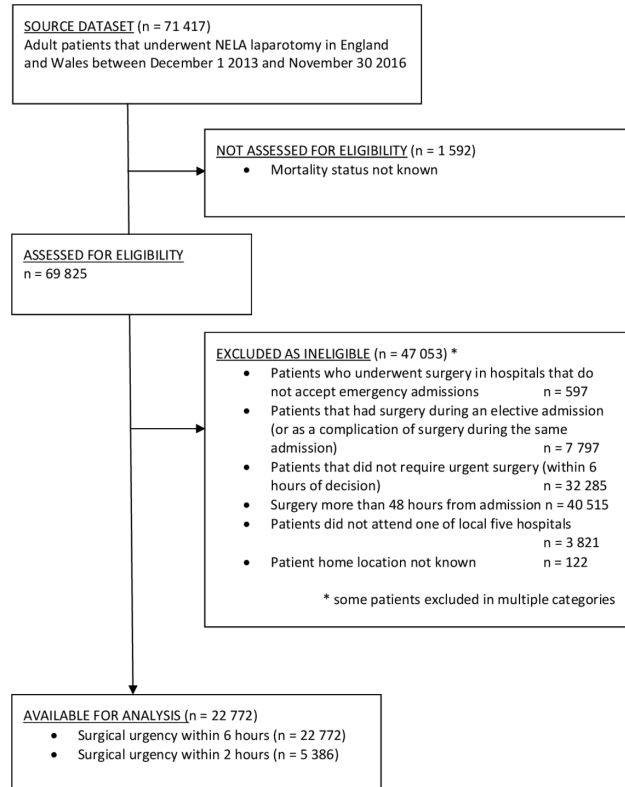 SOURCE DATASET (n = 71 417)
Adult patients that underwent NELA laparotomy in England
and Wales between December 1 2013 and November 30 2016
NOT ASSESSED FOR ELIGIBILITY (n = 1 592)
• Mortality status not known
ASSESSED FOR ELIGIBILITY
n = 69 825
EXCLUDED AS INELIGIBLE (n = 47 053) *
• Patients who underwent surgery in hospitals that do
not accept emergency admissions n = 597
• Patients that had surgery during an elective admission
(or as a complication of surgery during the same
admission) n = 7 797
• Patients that did not require urgent surgery (within 6
hours of decision) n = 32 285
• Surgery more than 48 hours from admission n = 40 515
• Patients did not attend one of local five hospitals
n = 3 821
• Patient home location not known n = 122
* some patients excluded in multiple categories
AVAILABLE FOR ANALYSIS (n = 22 772)
• Surgical urgency within 6 hours (n = 22 772)
• Surgical urgency within 2 hours (n = 5 386)